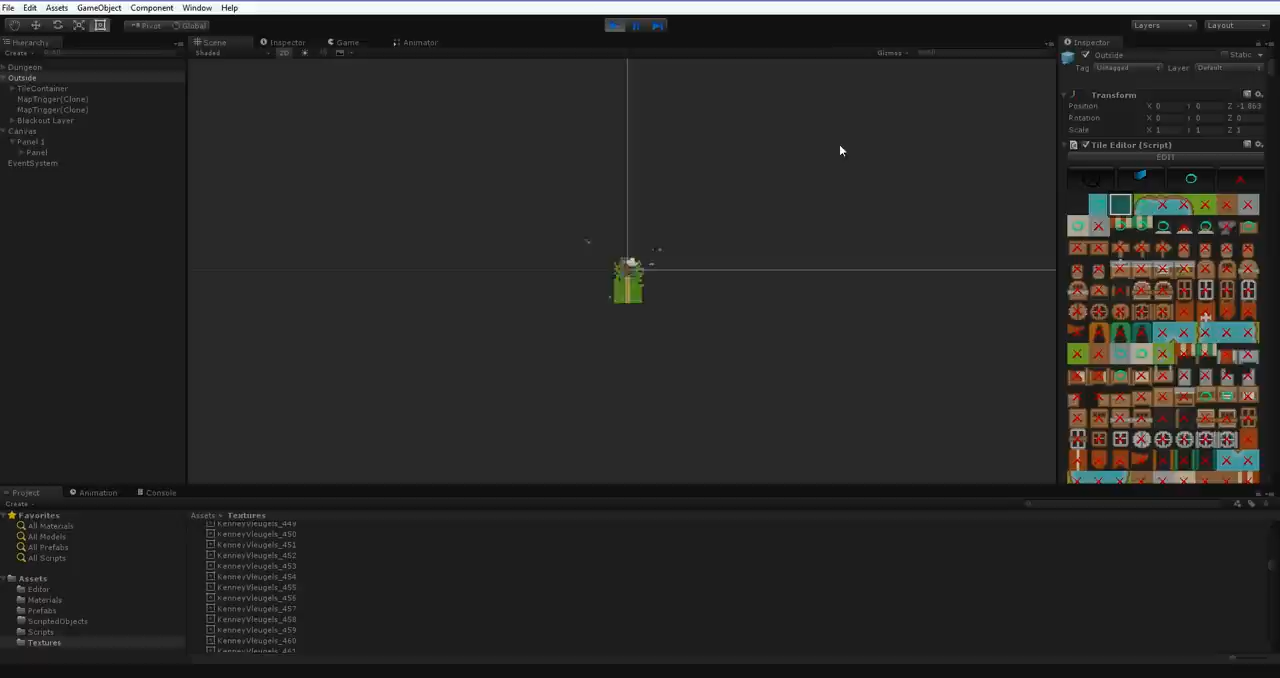 File Edit Assets GameObject Component Window Help
Pivot Global Layers Layout
Hierarchy Scene Inspector Game Animator Inspector
Create Shaded 2D Gizmos
Outside Static
Tag Untagged Layer Default
Dungeon
Outside
TileContainer
MapTrigger(Clone)
MapTrigger(Clone)
Blackout Layer
Canvas
Panel 1
Panel
EventSystem
Transform
Position X 0 Y 0 Z -1.863
Rotation X 0 Y 0 Z 0
Scale X 1 Y 1 Z 1
Tile Editor (Script)
EDIT
Project Animation Console
Create
Favorites
All Materials
All Models
All Prefabs
All Scripts
Assets
Editor
Materials
Prefabs
ScriptedObjects
Scripts
Textures
Assets Textures
KenneyVleugels_449
KenneyVleugels_450
KenneyVleugels_451
KenneyVleugels_452
KenneyVleugels_453
KenneyVleugels_454
KenneyVleugels_455
KenneyVleugels_456
KenneyVleugels_457
KenneyVleugels_458
KenneyVleugels_459
KenneyVleugels_460
KenneyVleugels_461